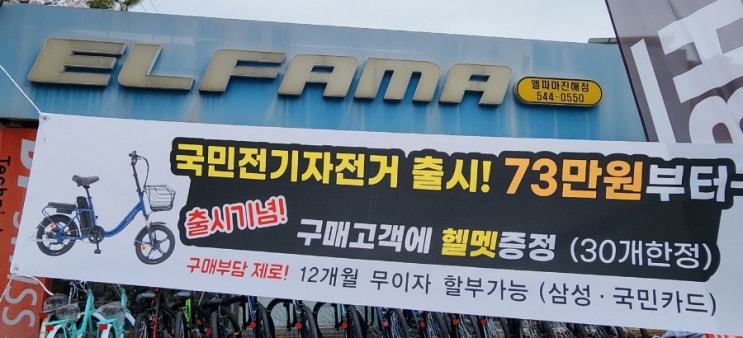 ELFAMA
엘파마진해점
544-0550
국민전기자전거 출시! 73만원부터~
출시기념!
구매고객에 헬멧증정 (30개한정)
구매부담 제로! 12개월 무이자 할부가능 (삼성·국민카드)